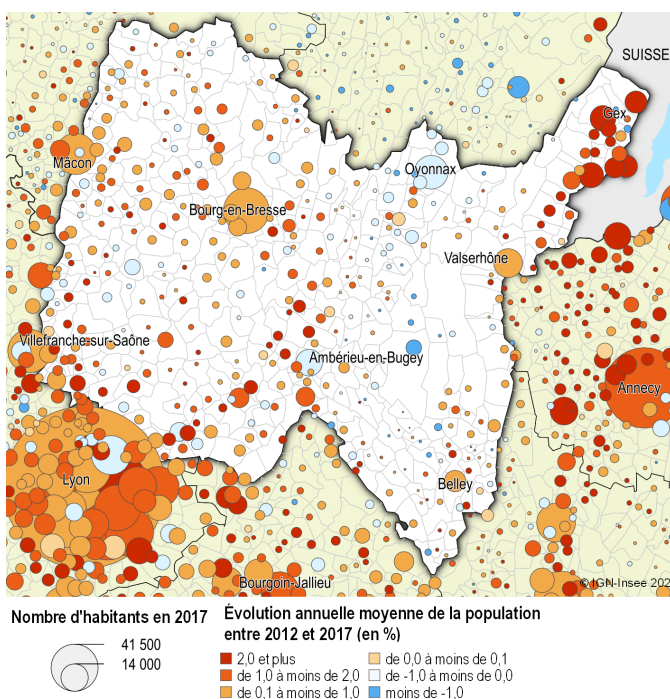 SUISSE
Gex
Mâcon
Oyonnax
Bourg-en-Bresse
Valserhône
Villefranche-sur-Saône
Ambérieu-en-Bugey
Annecy
Lyon
Belley
Bourgoin-Jallieu
© IGN-Insee 202
Nombre d'habitants en 2017
41 500
14 000
Évolution annuelle moyenne de la population
entre 2012 et 2017 (en %)
2,0 et plus
de 1,0 à moins de 2,0
de 0,1 à moins de 1,0
de 0,0 à moins de 0,1
de -1,0 à moins de 0,0
moins de -1,0